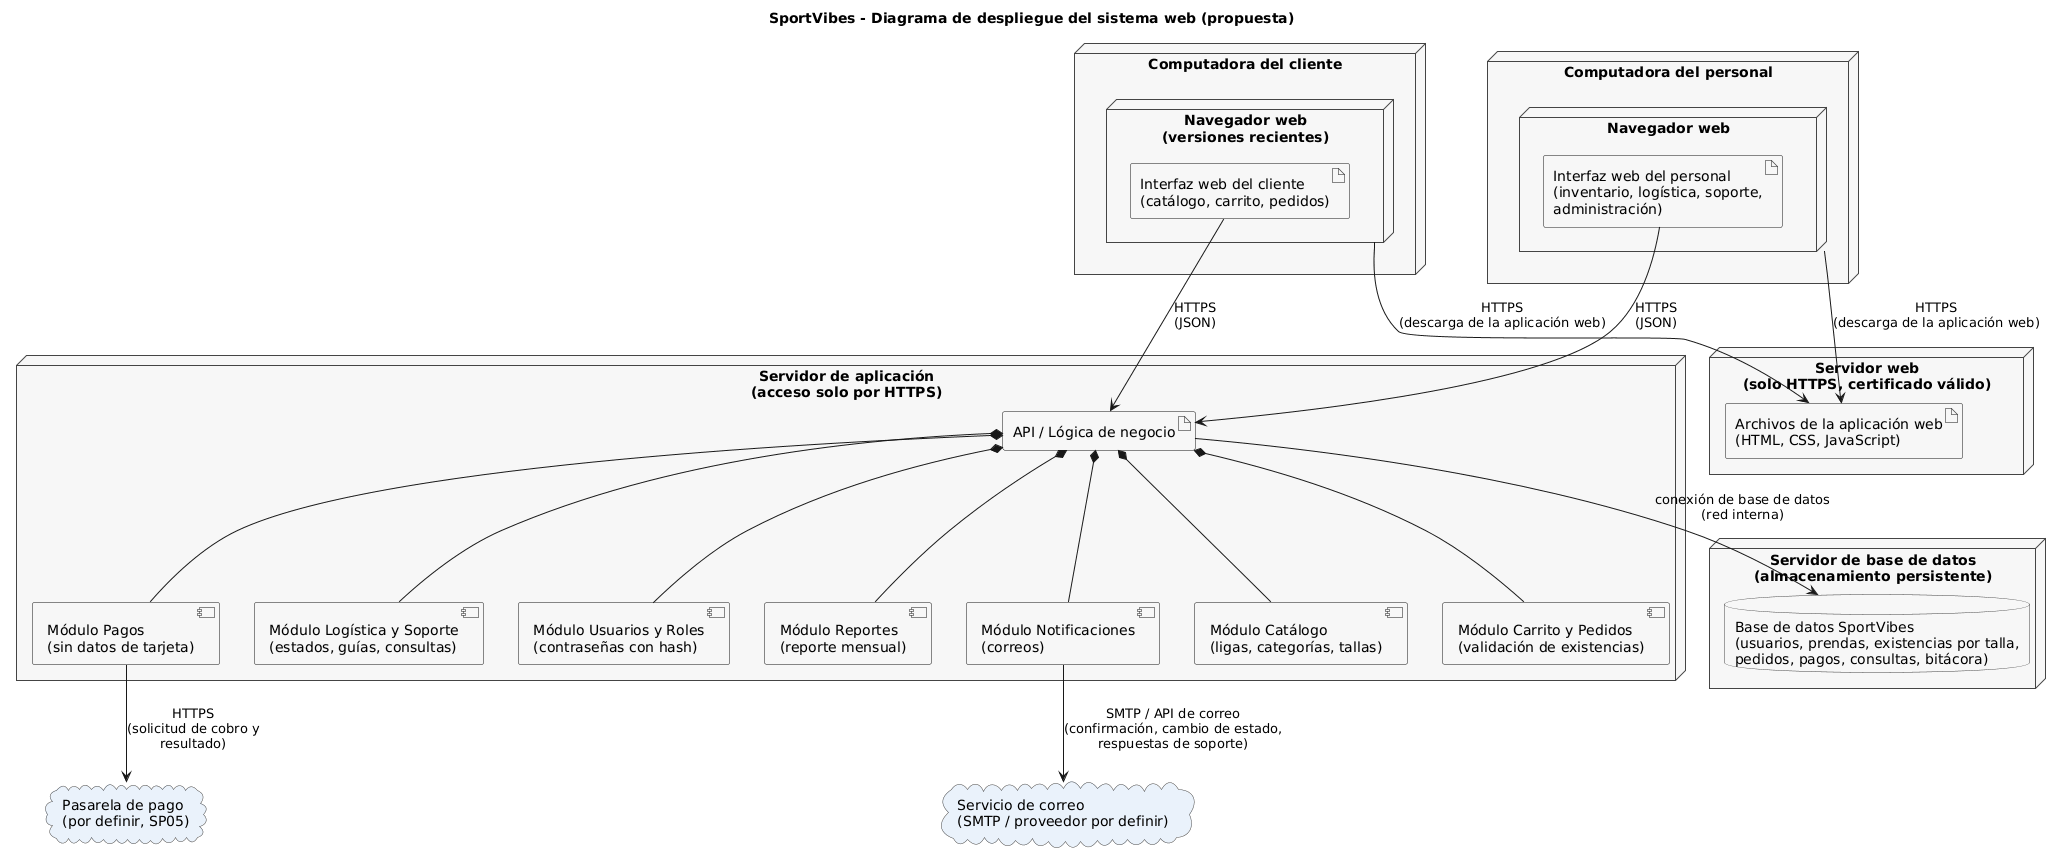 SportVibes - Diagrama de despliegue del sistema web (propuesta)
Computadora del cliente
Navegador web
(versiones recientes)
Interfaz web del cliente
(catálogo, carrito, pedidos)
Computadora del personal
Navegador web
Interfaz web del personal
(inventario, logística, soporte,
administración)
HTTPS
(JSON)
HTTPS
(descarga de la aplicación web)
HTTPS
(JSON)
HTTPS
(descarga de la aplicación web)
Servidor de aplicación
(acceso solo por HTTPS)
API / Lógica de negocio
Servidor web
(solo HTTPS, certificado válido)
Archivos de la aplicación web
(HTML, CSS, JavaScript)
conexión de base de datos
(red interna)
Módulo Pagos
(sin datos de tarjeta)
Módulo Logística y Soporte
(estados, guías, consultas)
Módulo Usuarios y Roles
(contraseñas con hash)
Módulo Reportes
(reporte mensual)
Módulo Notificaciones
(correos)
Módulo Catálogo
(ligas, categorías, tallas)
Módulo Carrito y Pedidos
(validación de existencias)
Servidor de base de datos
(almacenamiento persistente)
Base de datos SportVibes
(usuarios, prendas, existencias por talla,
pedidos, pagos, consultas, bitácora)
HTTPS
(solicitud de cobro y
resultado)
SMTP / API de correo
(confirmación, cambio de estado,
respuestas de soporte)
Pasarela de pago
(por definir, SP05)
Servicio de correo
(SMTP / proveedor por definir)